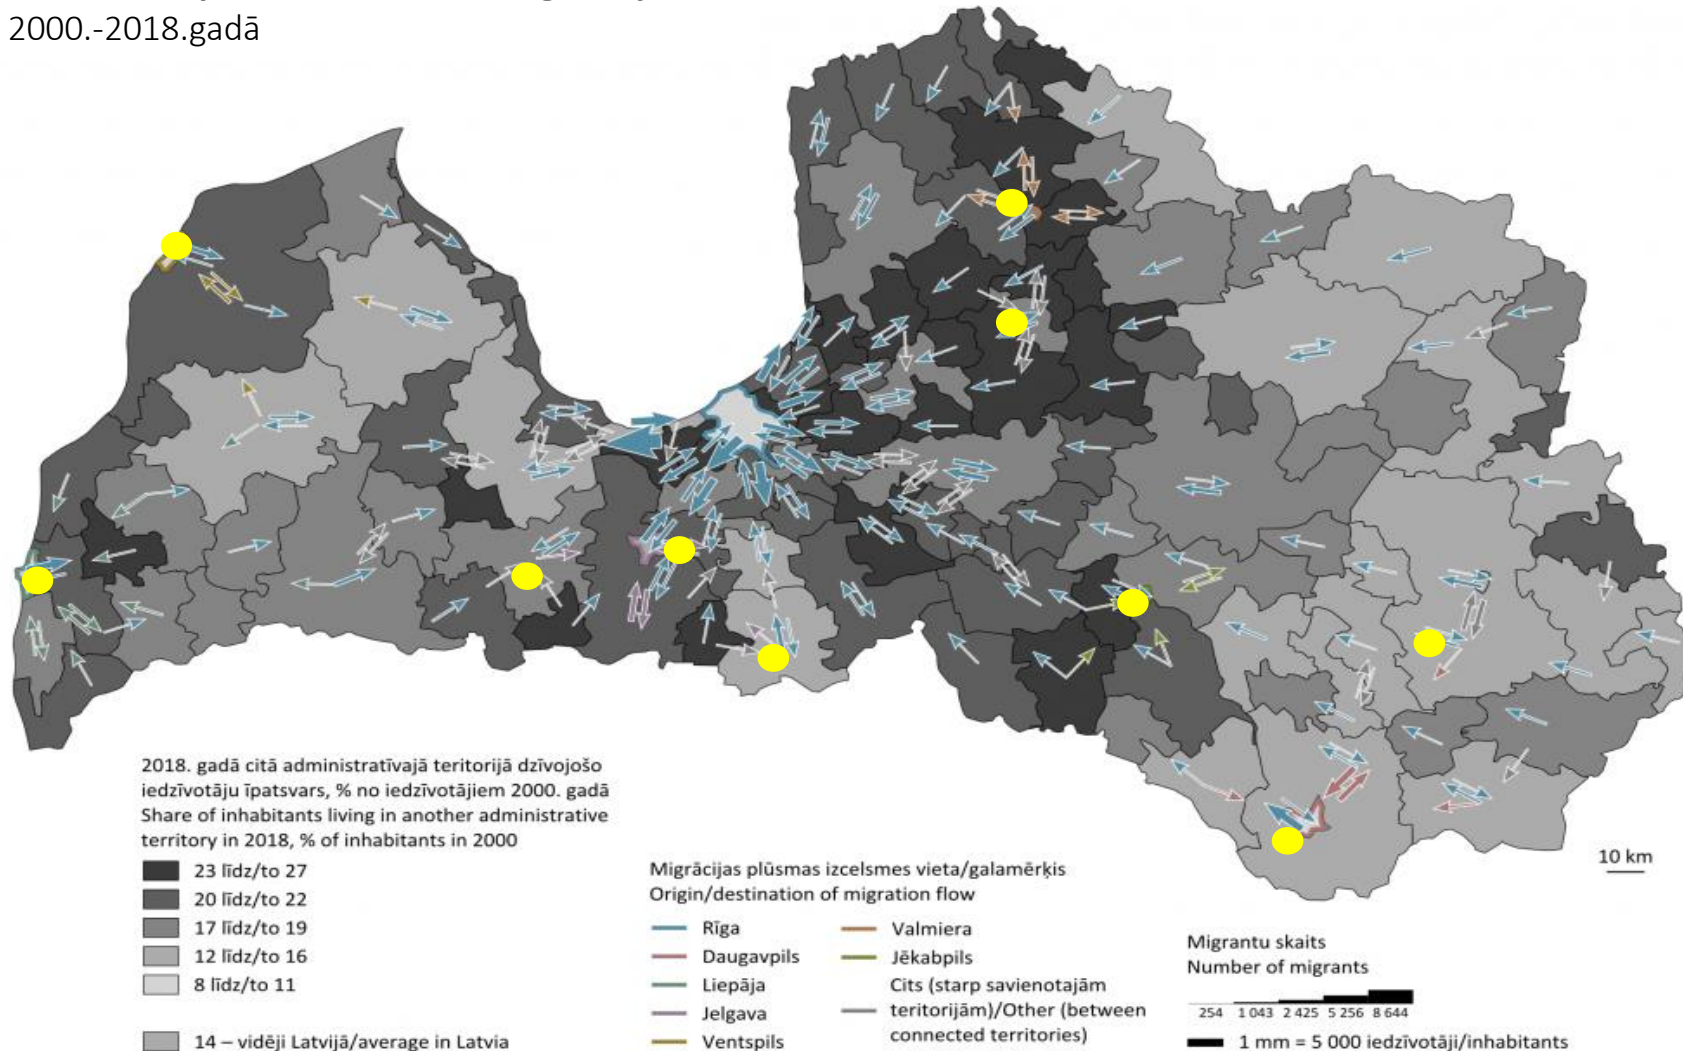 2000.-2018.gadā
2018. gadā citā administratīvajā teritorijā dzīvojošo
iedzīvotāju īpatsvars, % no iedzīvotājiem 2000. gadā
Share of inhabitants living in another administrative
territory in 2018, % of inhabitants in 2000
23 līdz/to 27
20 līdz/to 22
17 līdz/to 19
12 līdz/to 16
8 līdz/to 11
14 – vidēji Latvijā/average in Latvia
Migrācijas plūsmas izcelsmes vieta/galamērķis
Origin/destination of migration flow
Rīga
Daugavpils
Liepāja
Jelgava
Ventspils
Valmiera
Jēkabpils
Cits (starp savienotajām
teritorijām)/Other (between
connected territories)
10 km
Migrantu skaits
Number of migrants
254 1 043 2 425 5 256 8 644
1 mm = 5 000 iedzīvotāji/inhabitants